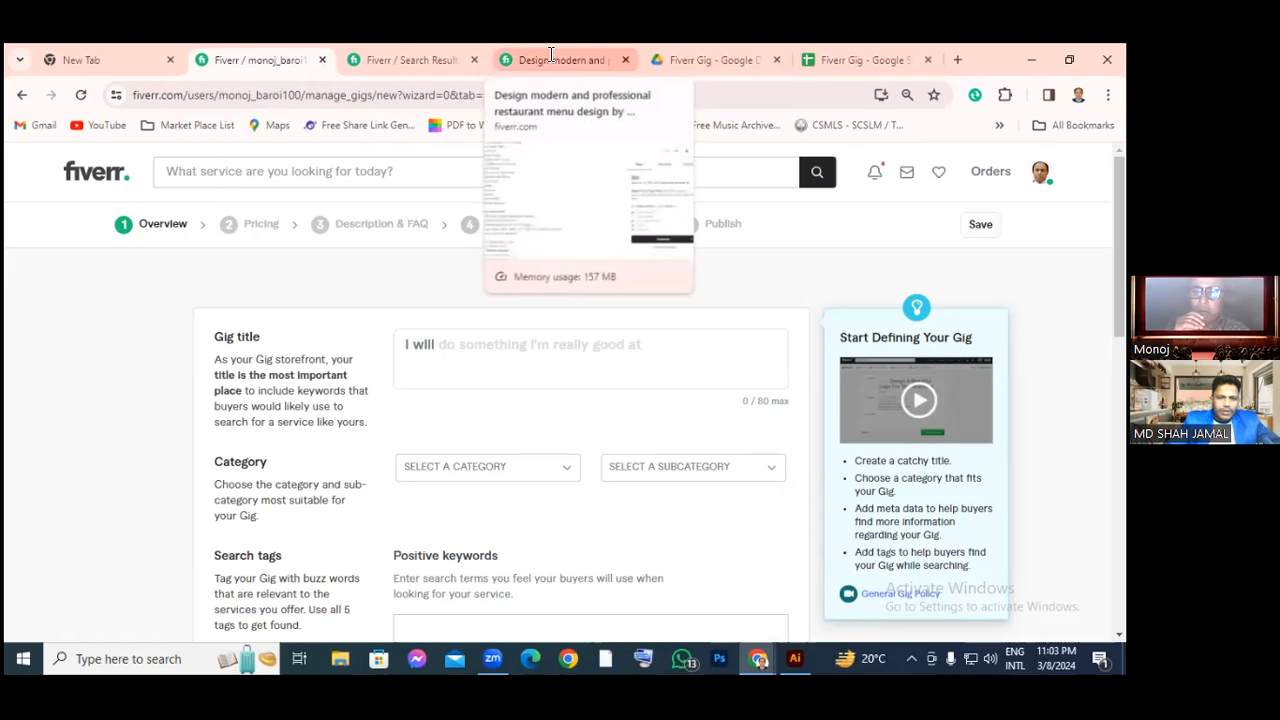 New Tab
Fiverr / monoj_baroi1
Fiverr / Search Result
Design modern and
Fiverr Gig - Google D
Fiverr Gig - Google S
fiverr.com/users/monoj_baroi100/manage_gigs/new?wizard=0&tab=
Gmail
YouTube
Market Place List
Maps
Free Share Link Gen...
PDF to W
Free Music Archive...
CSMLS - SCSLM / T...
All Bookmarks
Design modern and professional
restaurant menu design by ...
fiverr.com
Memory usage: 157 MB
fiverr.
What service are you looking for today?
Orders
1 Overview
Pricing
3 Descr & FAQ
4
Publish
Save
Gig title
As your Gig storefront, your
title is the most important
place to include keywords that
buyers would likely use to
search for a service like yours.
I will do something I'm really good at
0 / 80 max
Category
Choose the category and sub-
category most suitable for
your Gig.
SELECT A CATEGORY
SELECT A SUBCATEGORY
Search tags
Tag your Gig with buzz words
that are relevant to the
services you offer. Use all 5
tags to get found.
Positive keywords
Enter search terms you feel your buyers will use when
looking for your service.
Start Defining Your Gig
Create a catchy title.
Choose a category that fits
your Gig.
Add meta data to help buyers
find more information
regarding your Gig.
Add tags to help buyers find
your Gig while searching.
General Gig Policy
Activate Windows
Go to Settings to activate Windows.
Monoj
MD SHAH JAMAL
Type here to search
zm
13
Ps
Ai
20°C
ENG
INTL
11:03 PM
3/8/2024
1